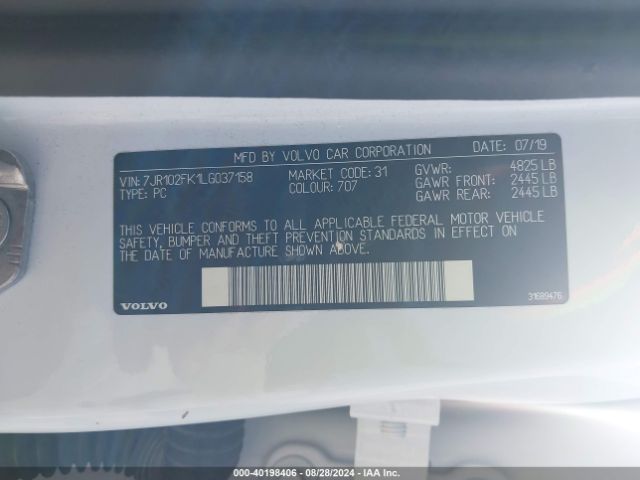 MFD BY VOLVO CAR CORPORATION DATE: 07/19
VIN: 7JR102FK1LG037158 MARKET CODE: 31 GVWR: 4825 LB
TYPE: PC COLOUR: 707 GAWR FRONT: 2445 LB
GAWR REAR: 2445 LB
THIS VEHICLE CONFORMS TO ALL APPLICABLE FEDERAL MOTOR VEHICLE
SAFETY, BUMPER AND THEFT PREVENTION STANDARDS IN EFFECT ON
THE DATE OF MANUFACTURE SHOWN ABOVE.
VOLVO 31689476
000-40198406 - 08/28/2024 - IAA Inc.